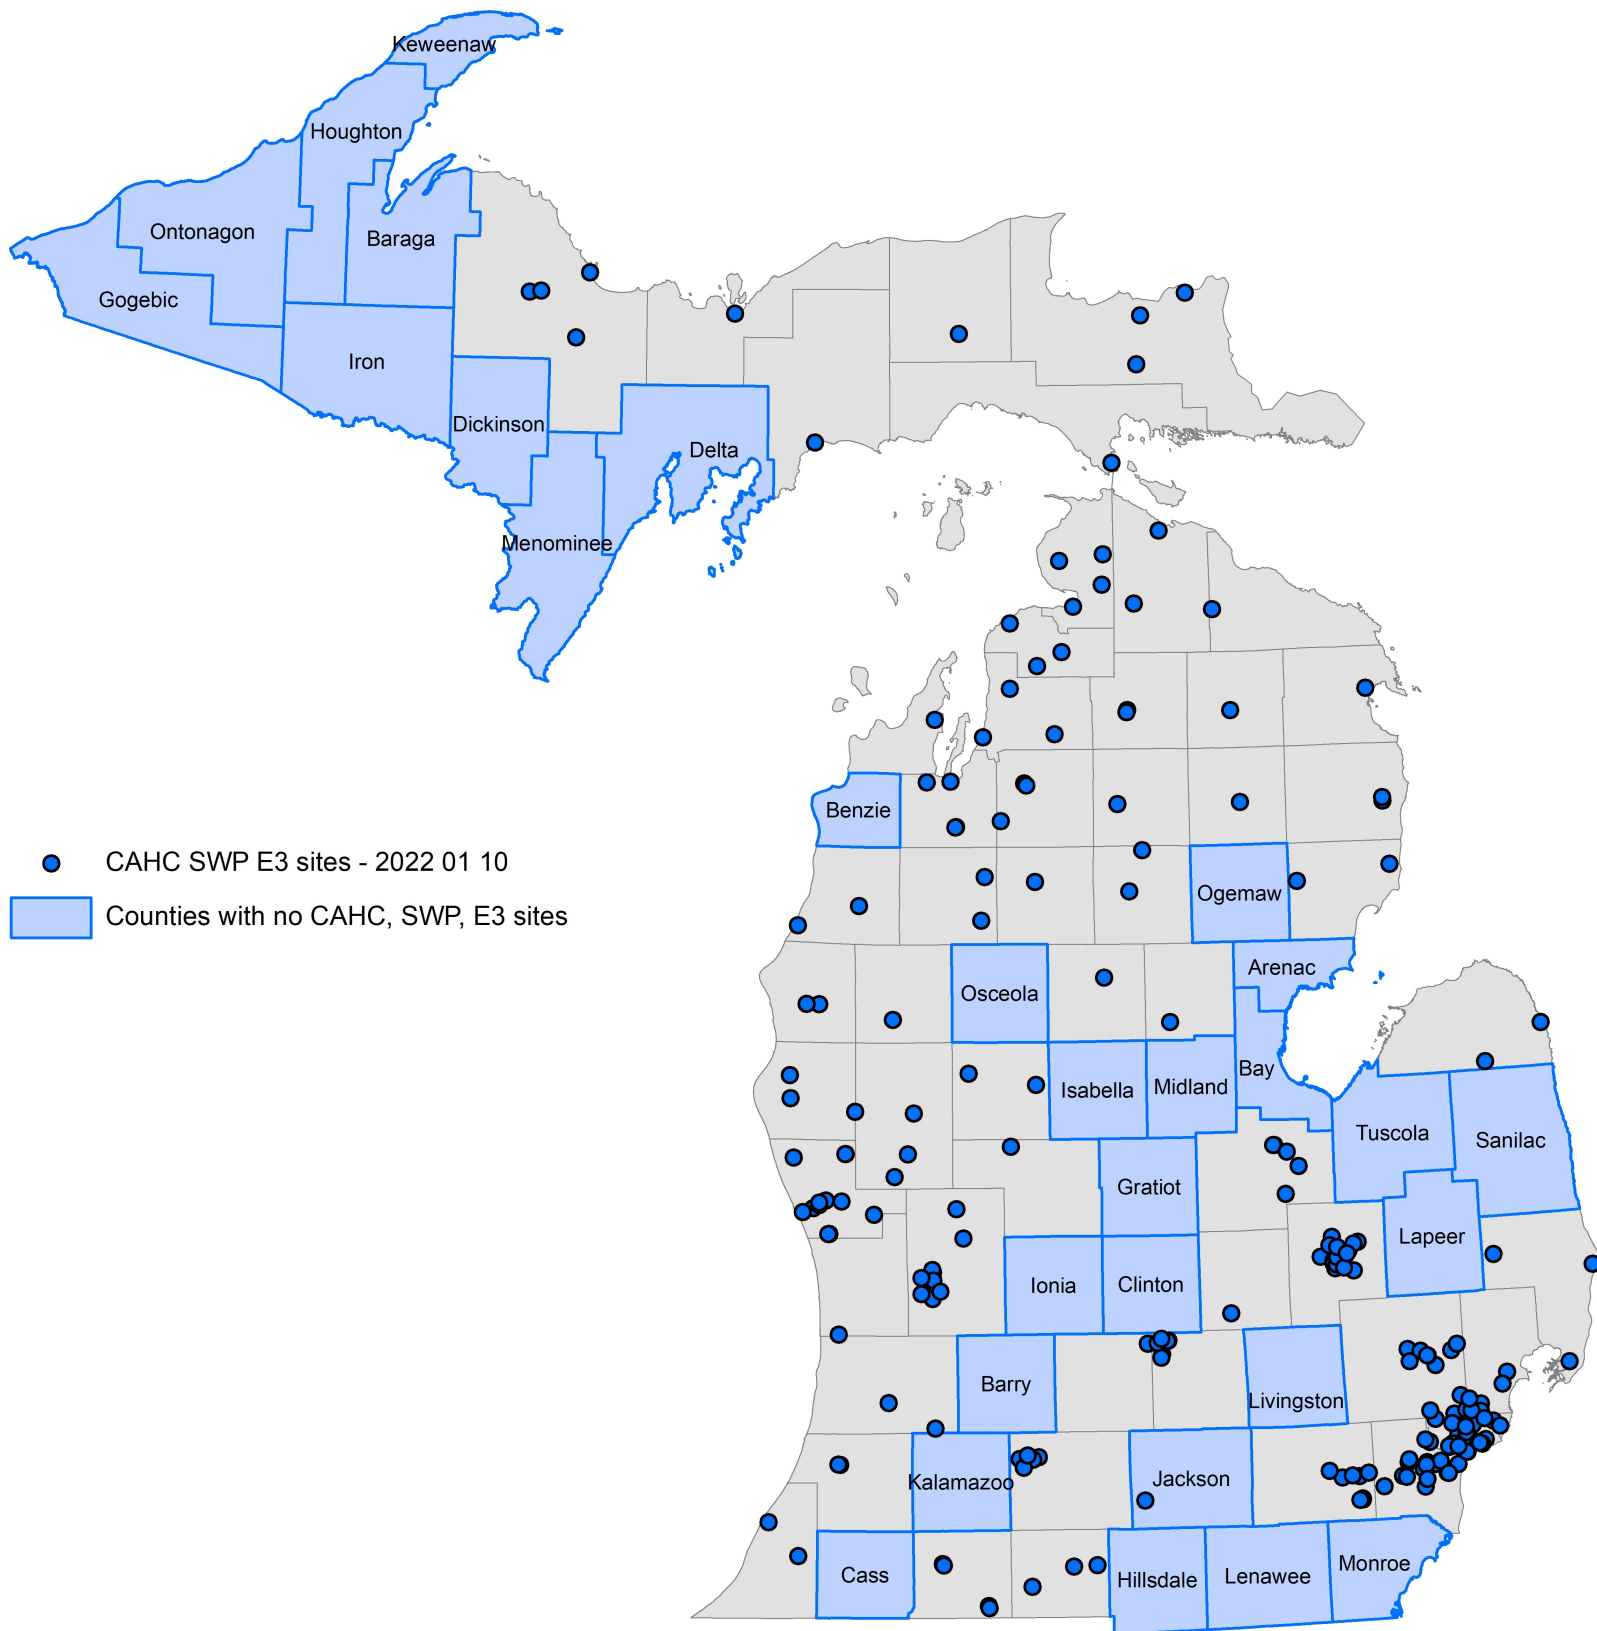 Keweenaw
Houghton
Ontonagon
Baraga
Gogebic
Iron
Dickinson
Delta
Menominee
Benzie
CAHC SWP E3 sites - 2022 01 10
Counties with no CAHC, SWP, E3 sites
Ogemaw
Arenac
Osceola
Bay
Isabella
Midland
Tuscola
Sanilac
Gratiot
Lapeer
Ionia
Clinton
Barry
Livingston
Kalamazoo
Jackson
Cass
Hillsdale
Lenawee
Monroe